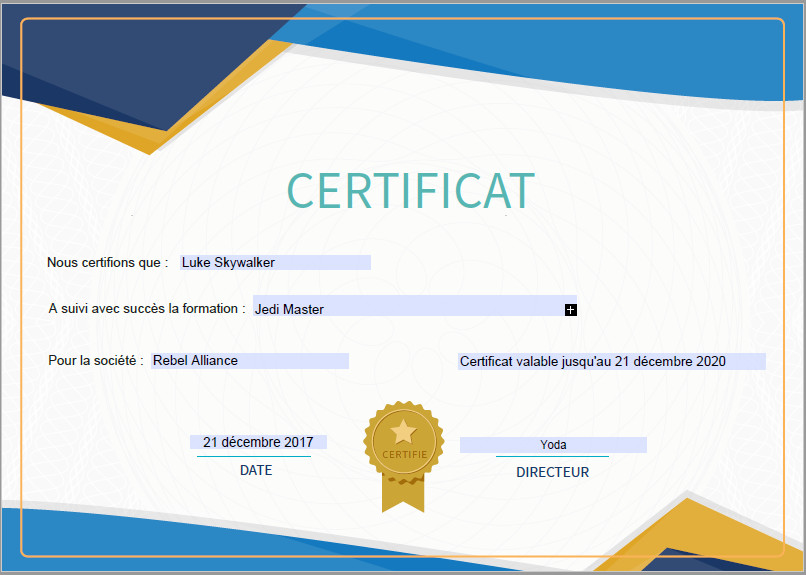 CERTIFICAT
Nous certifions que : Luke Skywalker
A suivi avec succès la formation : Jedi Master
Pour la société : Rebel Alliance Certificat valable jusqu'au 21 décembre 2020
21 décembre 2017 Yoda
CERTIFIE
DATE DIRECTEUR